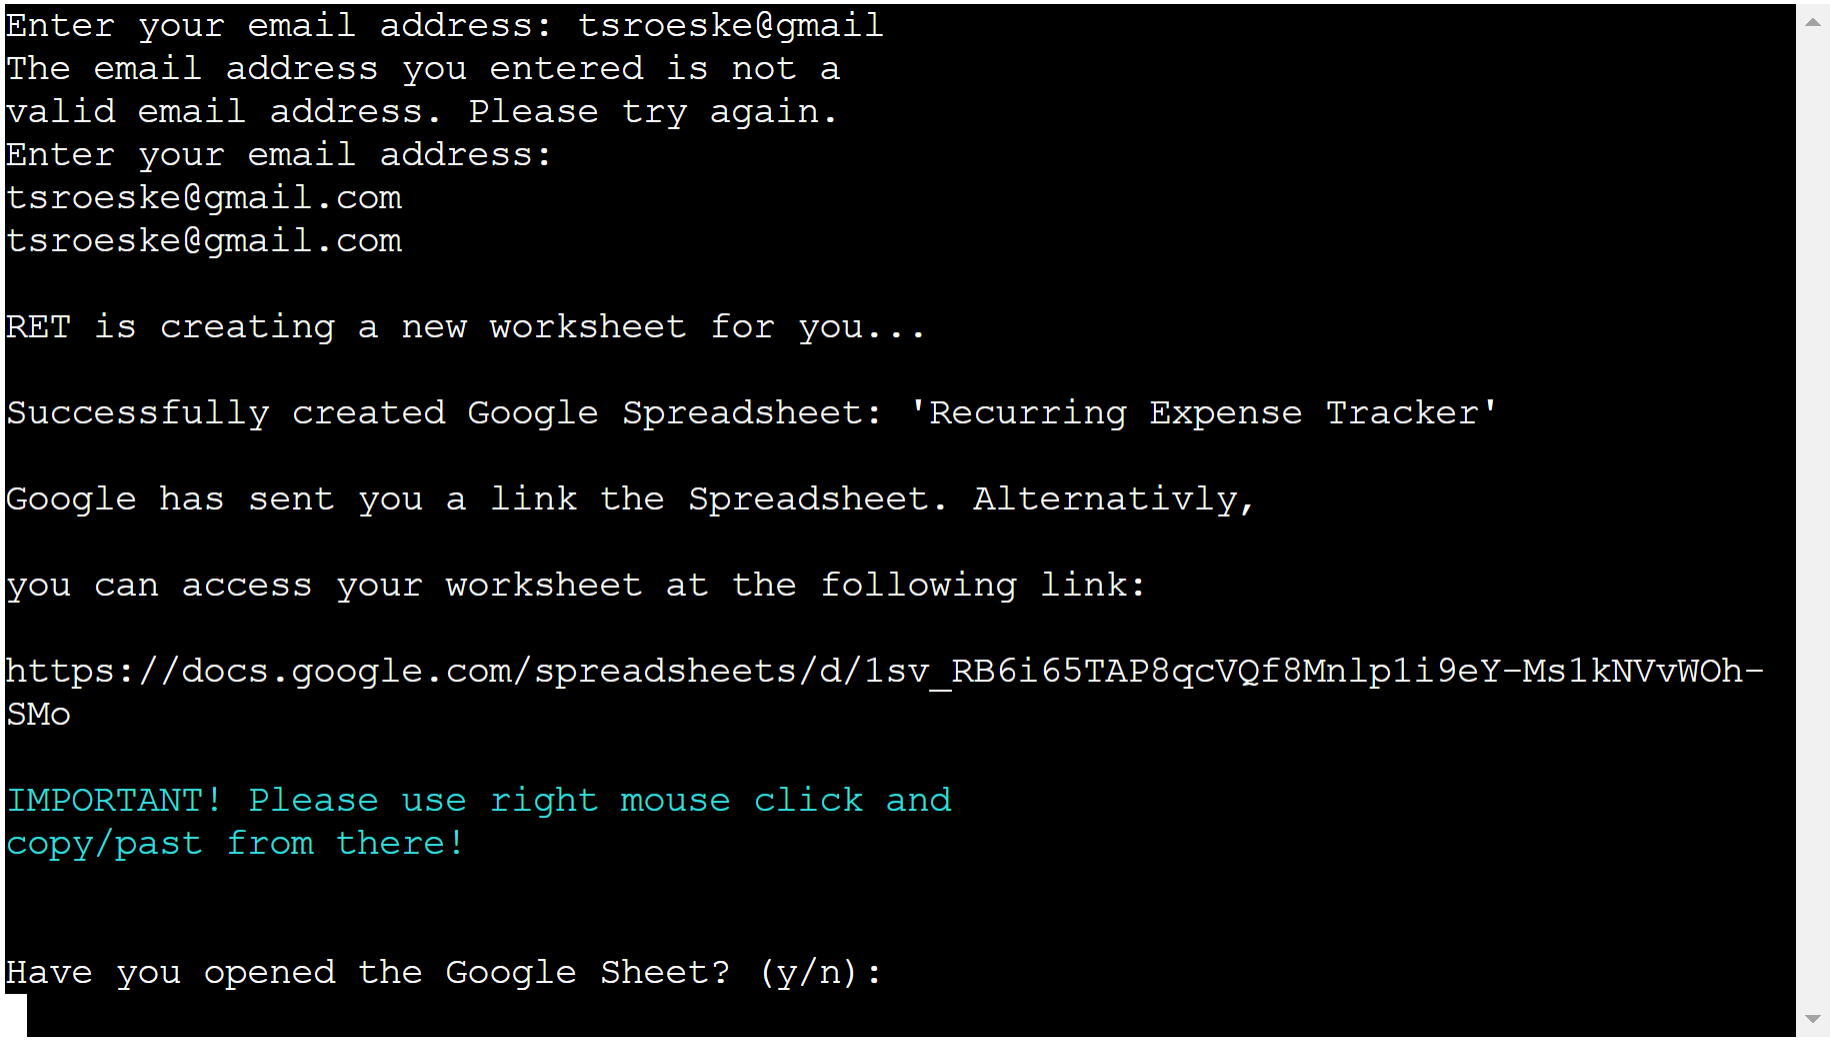 Enter your email address: tsroeske@gmail
The email address you entered is not a
valid email address. Please try again.
Enter your email address:
tsroeske@gmail.com
tsroeske@gmail.com
RET is creating a new worksheet for you...
Successfully created Google Spreadsheet: 'Recurring Expense Tracker'
Google has sent you a link the Spreadsheet. Alternativly,
you can access your worksheet at the following link:
https://docs.google.com/spreadsheets/d/1sv_RB6i65TAP8qcVQf8Mnlp1i9eY-Ms1kNVvWOh-
SMo
IMPORTANT! Please use right mouse click and
copy/past from there!
Have you opened the Google Sheet? (y/n):